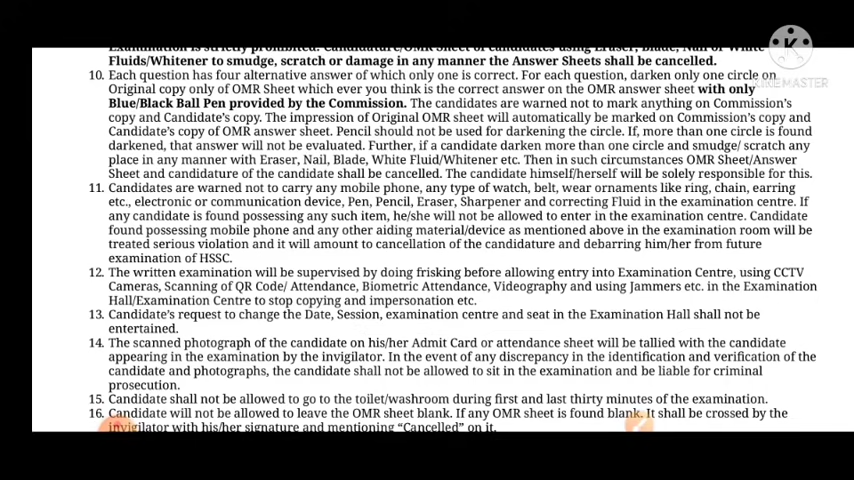 Examination is strictly prohibited. Candidature/OMR Sheet of candidates using Eraser, Blade, Nail or White
Fluids/Whitener to smudge, scratch or damage in any manner the Answer Sheets shall be cancelled.
10. Each question has four alternative answer of which only one is correct. For each question, darken only one circle on
Original copy only of OMR Sheet which ever you think is the correct answer on the OMR answer sheet with only
Blue/Black Ball Pen provided by the Commission. The candidates are warned not to mark anything on Commission's
copy and Candidate's copy. The impression of Original OMR sheet will automatically be marked on Commission's copy and
Candidate's copy of OMR answer sheet. Pencil should not be used for darkening the circle. If, more than one circle is found
darkened, that answer will not be evaluated. Further, if a candidate darken more than one circle and smudge/ scratch any
place in any manner with Eraser, Nail, Blade, White Fluid/Whitener etc. Then in such circumstances OMR Sheet/Answer
Sheet and candidature of the candidate shall be cancelled. The candidate himself/herself will be solely responsible for this.
11. Candidates are warned not to carry any mobile phone, any type of watch, belt, wear ornaments like ring, chain, earring
etc., electronic or communication device, Pen, Pencil, Eraser, Sharpener and correcting Fluid in the examination centre. If
any candidate is found possessing any such item, he/she will not be allowed to enter in the examination centre. Candidate
found possessing mobile phone and any other aiding material/device as mentioned above in the examination room will be
treated serious violation and it will amount to cancellation of the candidature and debarring him/her from future
examination of HSSC.
12. The written examination will be supervised by doing frisking before allowing entry into Examination Centre, using CCTV
Cameras, Scanning of QR Code/ Attendance, Biometric Attendance, Videography and using Jammers etc. in the Examination
Hall/Examination Centre to stop copying and impersonation etc.
13. Candidate's request to change the Date, Session, examination centre and seat in the Examination Hall shall not be
entertained.
14. The scanned photograph of the candidate on his/her Admit Card or attendance sheet will be tallied with the candidate
appearing in the examination by the invigilator. In the event of any discrepancy in the identification and verification of the
candidate and photographs, the candidate shall not be allowed to sit in the examination and be liable for criminal
prosecution.
15. Candidate shall not be allowed to go to the toilet/washroom during first and last thirty minutes of the examination.
16. Candidate will not be allowed to leave the OMR sheet blank. If any OMR sheet is found blank. It shall be crossed by the
invigilator with his/her signature and mentioning "Cancelled" on it.
K
KINEMASTER